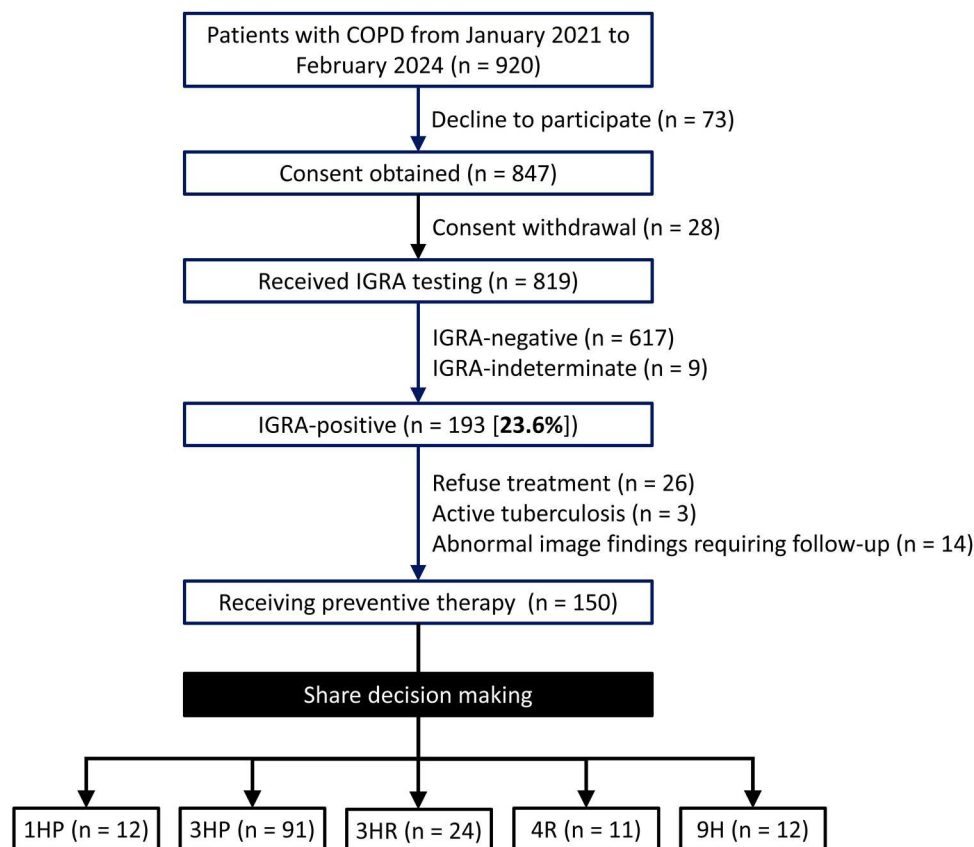 Patients with COPD from January 2021 to
February 2024 (n = 920)
Decline to participate (n = 73)
Consent obtained (n = 847)
Consent withdrawal (n = 28)
Received IGRA testing (n = 819)
IGRA-negative (n = 617)
IGRA-indeterminate (n = 9)
IGRA-positive (n = 193 [23.6%])
Refuse treatment (n = 26)
Active tuberculosis (n = 3)
Abnormal image findings requiring follow-up (n = 14)
Receiving preventive therapy (n = 150)
Share decision making
1HP (n = 12)
3HP (n = 91)
3HR (n = 24)
4R (n = 11)
9H (n = 12)